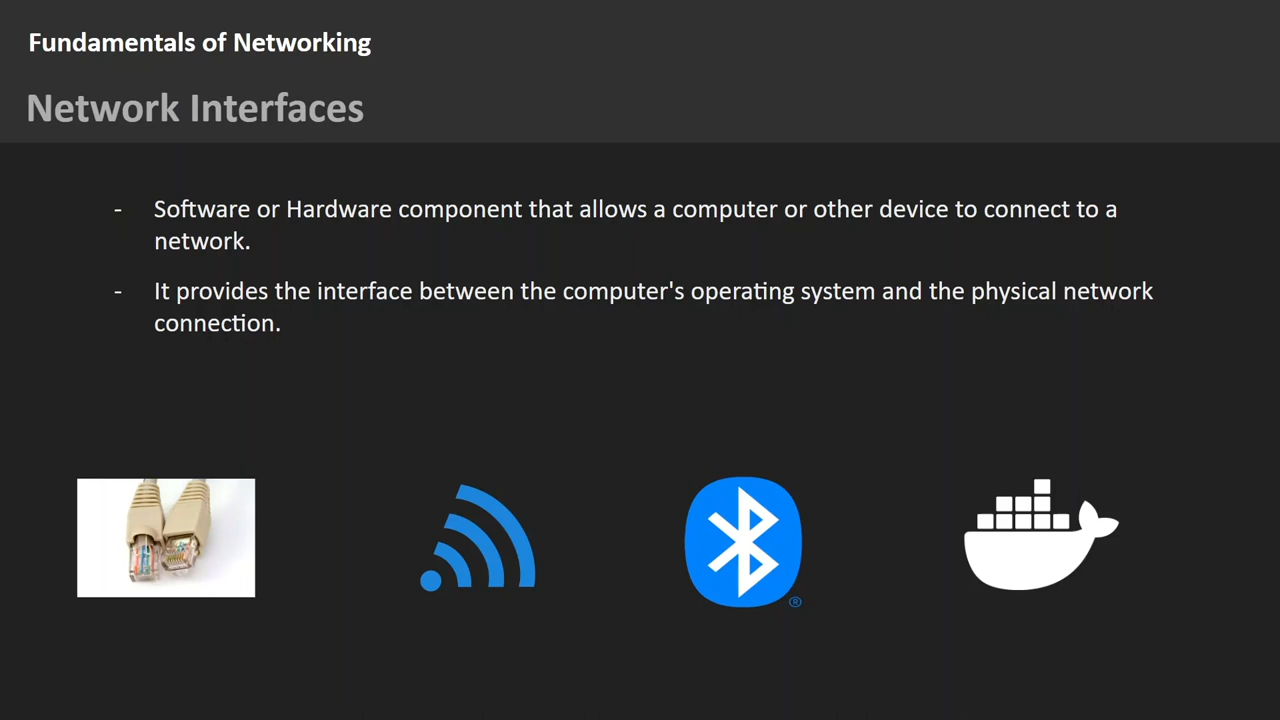 Fundamentals of Networking
Network Interfaces
- Software or Hardware component that allows a computer or other device to connect to a
network.
- It provides the interface between the computer's operating system and the physical network
connection.
®